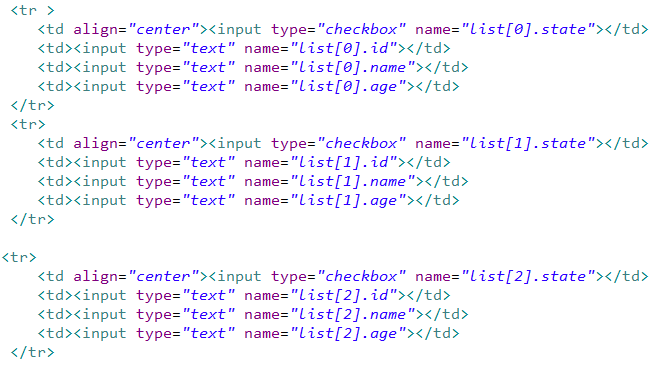 <tr >
<td align="center"><input type="checkbox" name="list[0].state"></td>
<td><input type="text" name="list[0].id"></td>
<td><input type="text" name="list[0].name"></td>
<td><input type="text" name="list[0].age"></td>
</tr>
<tr>
<td align="center"><input type="checkbox" name="list[1].state"></td>
<td><input type="text" name="list[1].id"></td>
<td><input type="text" name="list[1].name"></td>
<td><input type="text" name="list[1].age"></td>
</tr>
<tr>
<td align="center"><input type="checkbox" name="list[2].state"></td>
<td><input type="text" name="list[2].id"></td>
<td><input type="text" name="list[2].name"></td>
<td><input type="text" name="list[2].age"></td>
</tr>